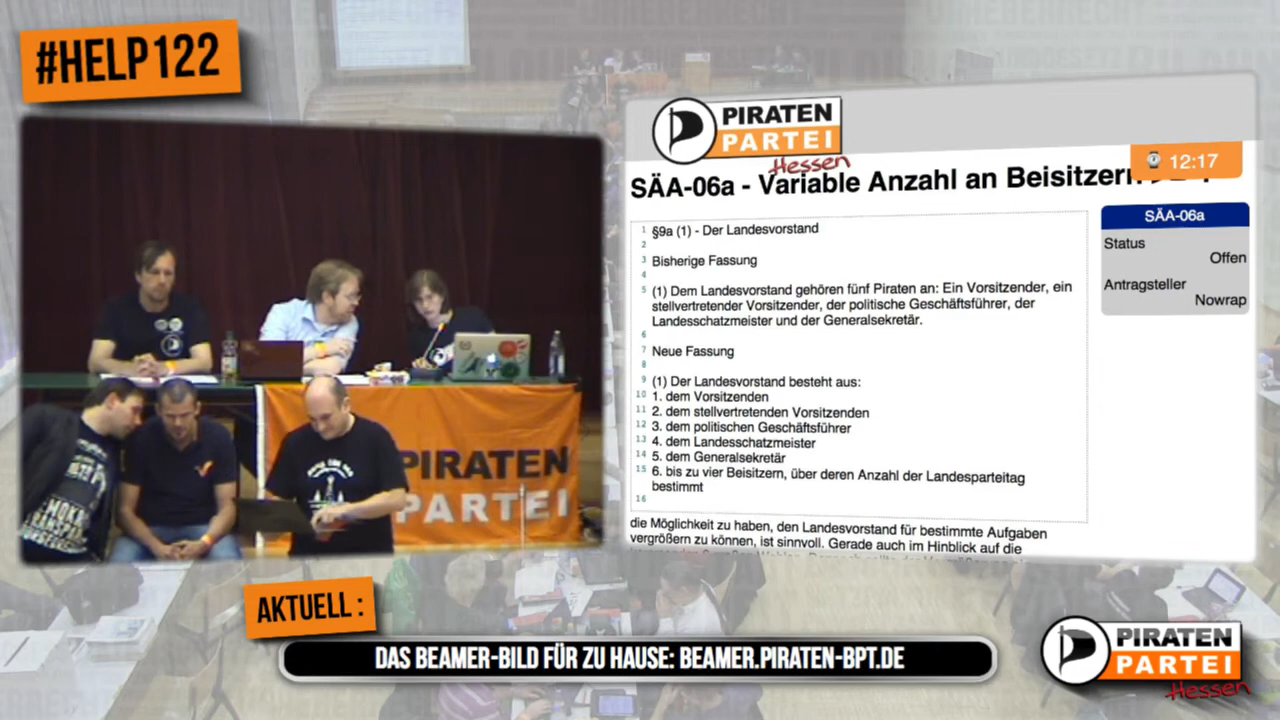 #HELP122
PIRATEN
PARTEI
Hessen
12:17
SÄA-06a - Variable Anzahl an Beisitzern
SÄA-06a
Status
Offen
Antragsteller
Nowrap
1 §9a (1) - Der Landesvorstand
2
3 Bisherige Fassung
4
5 (1) Dem Landesvorstand gehören fünf Piraten an: Ein Vorsitzender, ein
stellvertretender Vorsitzender, der politische Geschäftsführer, der
Landesschatzmeister und der Generalsekretär.
6
7 Neue Fassung
8
9 (1) Der Landesvorstand besteht aus:
10 1. dem Vorsitzenden
11 2. dem stellvertretenden Vorsitzenden
12 3. dem politischen Geschäftsführer
13 4. dem Landesschatzmeister
14 5. dem Generalsekretär
15 6. bis zu vier Beisitzern, über deren Anzahl der Landesparteitag
bestimmt
16
die Möglichkeit zu haben, den Landesvorstand für bestimmte Aufgaben
vergrößern zu können, ist sinnvoll. Gerade auch im Hinblick auf die
PIRATEN
PARTEI
AKTUELL:
DAS BEAMER-BILD FÜR ZU HAUSE: BEAMER.PIRATEN-BPT.DE
PIRATEN
PARTEI
Hessen